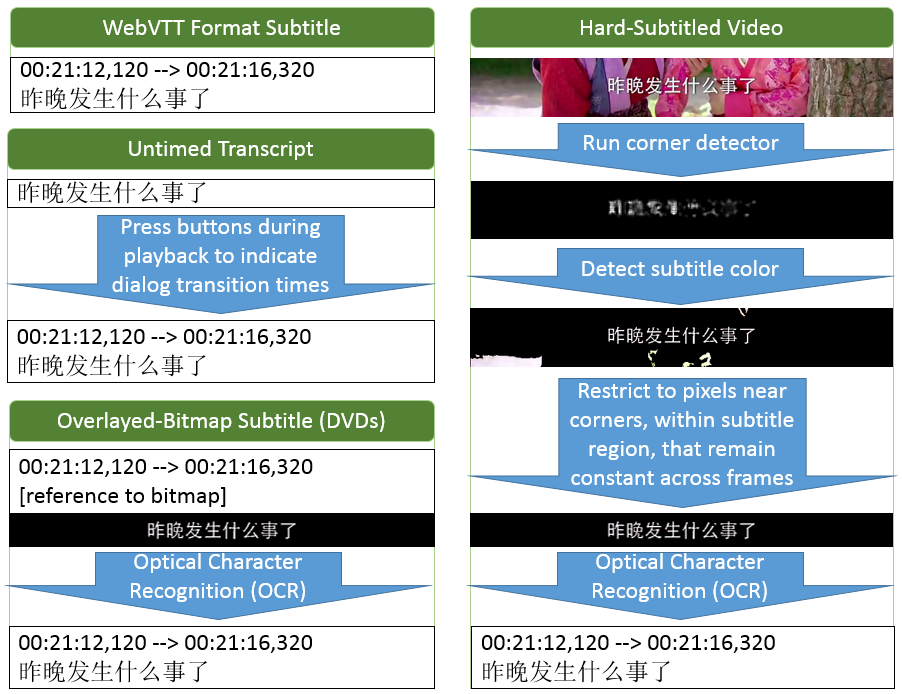 WebVTT Format Subtitle
00:21:12,120 --> 00:21:16,320
昨晚发生什么事了
Untimed Transcript
昨晚发生什么事了
Press buttons during
playback to indicate
dialog transition times
00:21:12,120 --> 00:21:16,320
昨晚发生什么事了
Overlayed-Bitmap Subtitle (DVDs)
00:21:12,120 --> 00:21:16,320
[reference to bitmap]
昨晚发生什么事了
Optical Character
Recognition (OCR)
00:21:12,120 --> 00:21:16,320
昨晚发生什么事了
Hard-Subtitled Video
昨晚发生什么事了
Run corner detector
昨晚发生什么事了
Detect subtitle color
昨晚发生什么事了
Restrict to pixels near
corners, within subtitle
region, that remain
constant across frames
昨晚发生什么事了
Optical Character
Recognition (OCR)
00:21:12,120 --> 00:21:16,320
昨晚发生什么事了